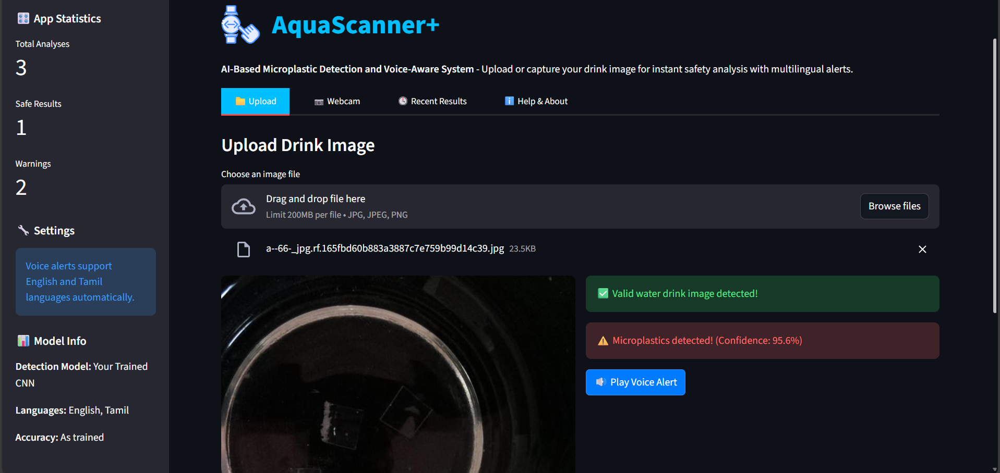 App Statistics
Total Analyses
3
Safe Results
1
Warnings
2
Settings
Voice alerts support
English and Tamil
languages automatically.
Model Info
Detection Model: Your Trained
CNN
Languages: English, Tamil
Accuracy: As trained
AquaScanner+
AI-Based Microplastic Detection and Voice-Aware System - Upload or capture your drink image for instant safety analysis with multilingual alerts.
Upload
Webcam
Recent Results
Help & About
Upload Drink Image
Choose an image file
Drag and drop file here
Limit 200MB per file • JPG, JPEG, PNG
Browse files
a--66-_jpg.rf.165fbd60b883a3887c7e759b99d14c39.jpg 23.5KB
Valid water drink image detected!
Microplastics detected! (Confidence: 95.6%)
Play Voice Alert